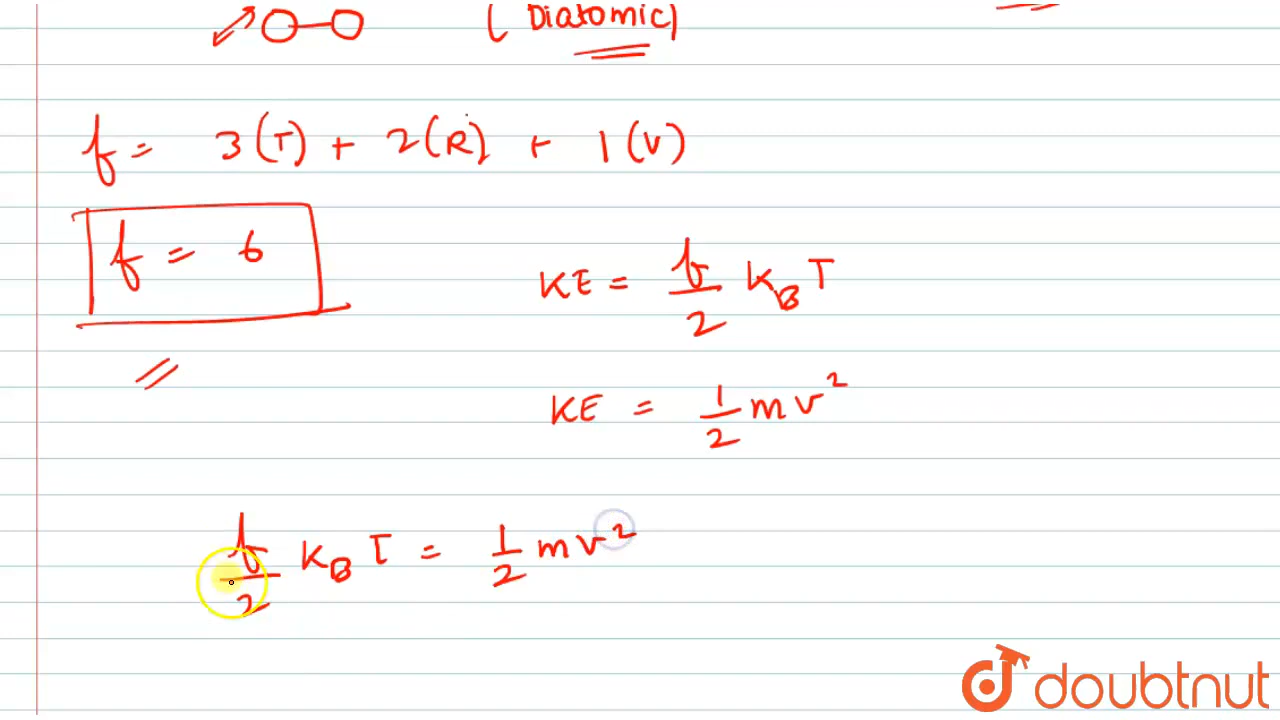 ( Diatomic)
f = 3(T) + 2(R) + 1(V)
f = 6
KE = f/2 K_B T
KE = 1/2 mv²
f/2 K_B T = 1/2 mv²
doubtnut